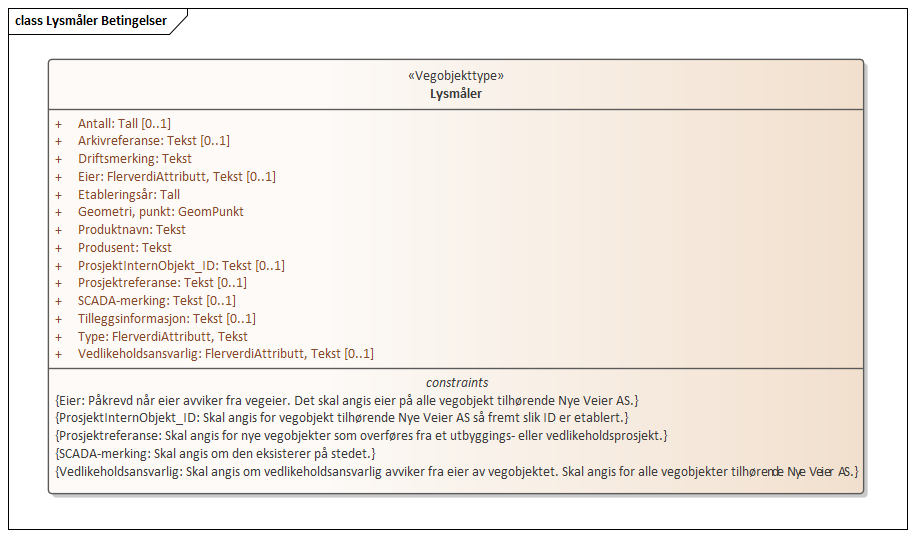 class Lysmåler Betingelser
«Vegobjekttype»
Lysmåler
+ Antall: Tall [0..1]
+ Arkivreferanse: Tekst [0..1]
+ Driftsmerking: Tekst
+ Eier: FlerverdiAttributt, Tekst [0..1]
+ Etableringsår: Tall
+ Geometri, punkt: GeomPunkt
+ Produktnavn: Tekst
+ Produsent: Tekst
+ ProsjektInternObjekt_ID: Tekst [0..1]
+ Prosjektreferanse: Tekst [0..1]
+ SCADA-merking: Tekst [0..1]
+ Tilleggsinformasjon: Tekst [0..1]
+ Type: FlerverdiAttributt, Tekst
+ Vedlikeholdsansvarlig: FlerverdiAttributt, Tekst [0..1]
constraints
{Eier: Påkrevd når eier avviker fra vegeier. Det skal angis eier på alle vegobjekt tilhørende Nye Veier AS.}
{ProsjektInternObjekt_ID: Skal angis for vegobjekt tilhørende Nye Veier AS så fremt slik ID er etablert.}
{Prosjektreferanse: Skal angis for nye vegobjekter som overføres fra et utbyggings- eller vedlikeholdsprosjekt.}
{SCADA-merking: Skal angis om den eksisterer på stedet.}
{Vedlikeholdsansvarlig: Skal angis om vedlikeholdsansvarlig avviker fra eier av vegobjektet. Skal angis for alle vegobjekter tilhørende Nye Veier AS.}